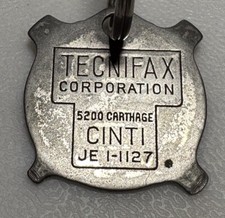 TECNIFAX
CORPORATION
5200 CARTHAGE
CINTI
JE 1-1127